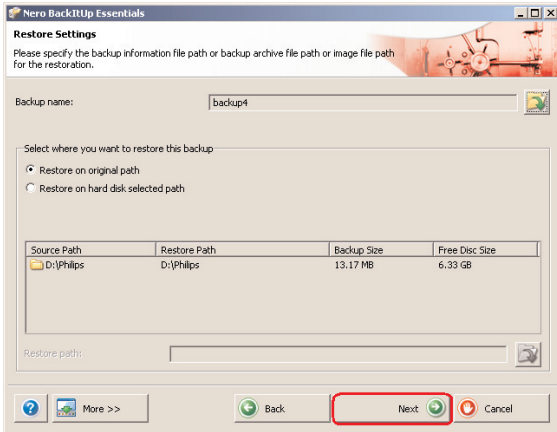 Nero BackItUp Essentials
Restore Settings
Please specify the backup information file path or backup archive file path or image file path
for the restoration.
Backup name:
backup4
Select where you want to restore this backup
Restore on original path
Restore on hard disk selected path
Source Path Restore Path Backup Size Free Disc Size
D:\Philips D:\Philips 13.17 MB 6.33 GB
Restore path:
More >> Back Next Cancel